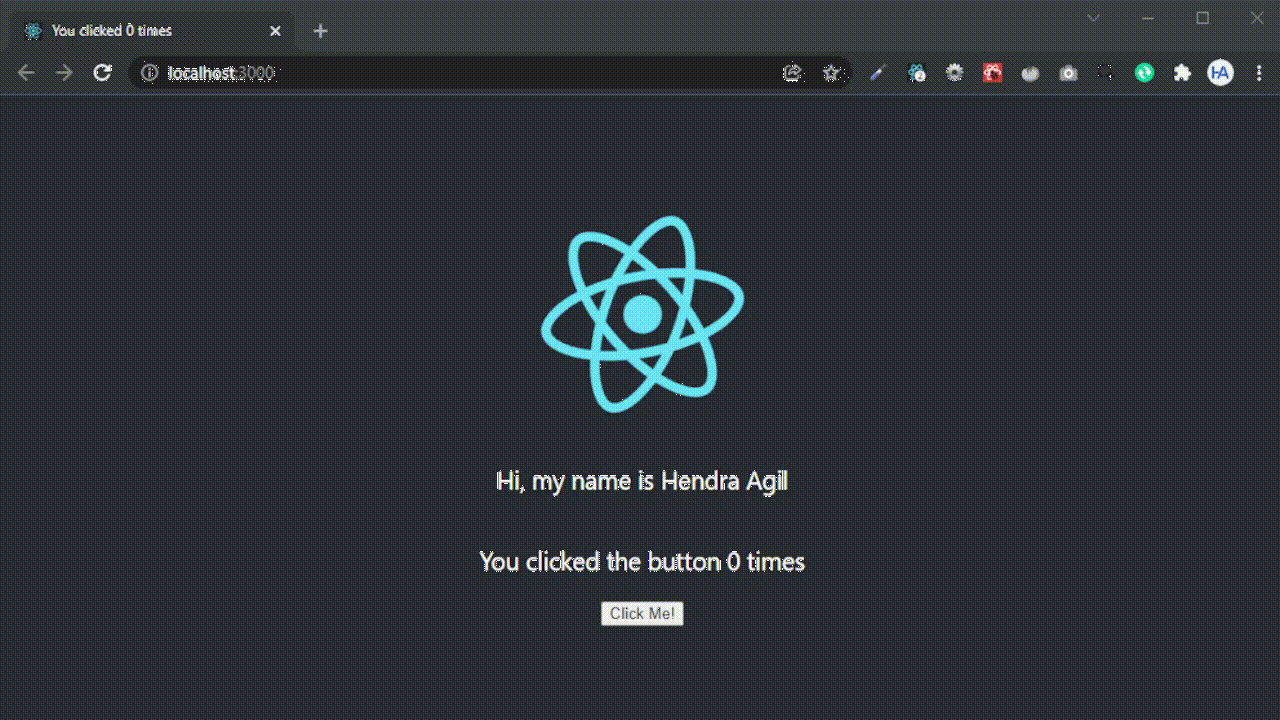 You clicked 0 times
localhost:3000
HA
Hi, my name is Hendra Agil
You clicked the button 0 times
Click Me!